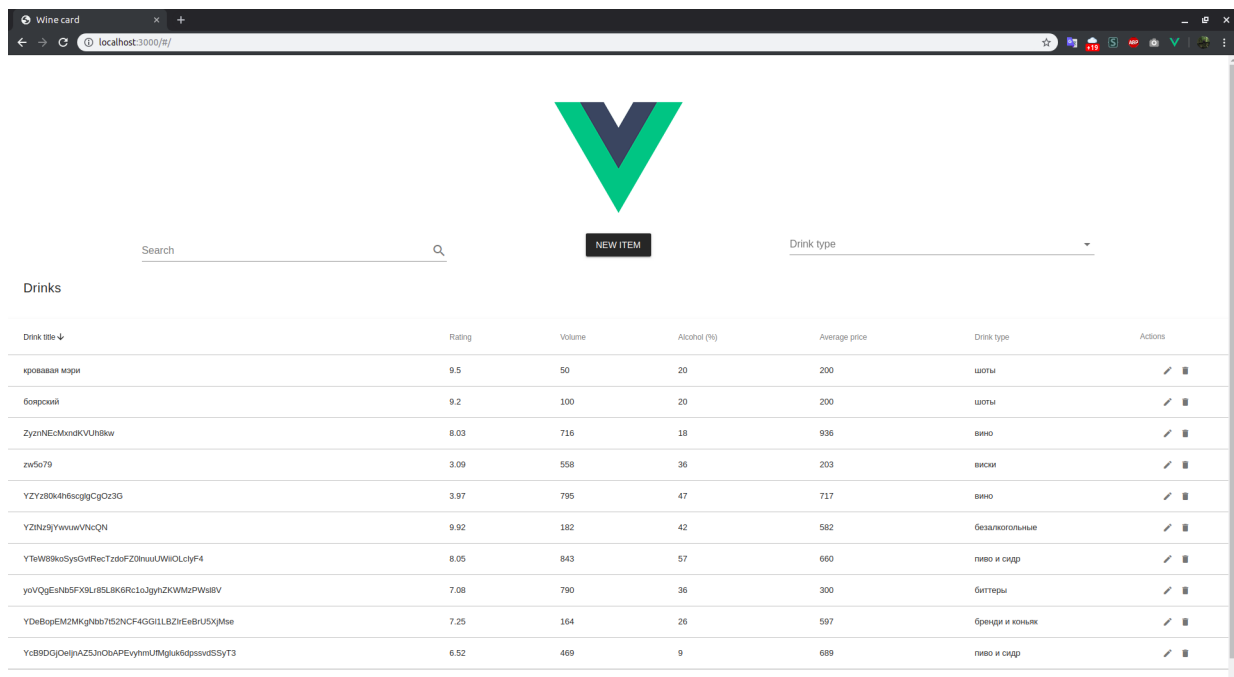 Wine card
localhost:3000/#/
+19
S
ABP
NEW ITEM
Search
Drink type
Drinks
Drink title Rating Volume Alcohol (%) Average price Drink type Actions
кровавая мэри 9.5 50 20 200 шоты
боярский 9.2 100 20 200 шоты
ZyznNEcMxndKVUh8kw 8.03 716 18 936 вино
zw5o79 3.09 558 36 203 виски
YZYz80k4h6scglgCgOz3G 3.97 795 47 717 вино
YZtNz9jYwvuwVNcQN 9.92 182 42 582 безалкогольные
8.05 843 57 660 пиво и сидр
7.08 790 36 300 биттеры
7.25 164 26 597 бренди и коньяк
6.52 469 9 689 пиво и сидр